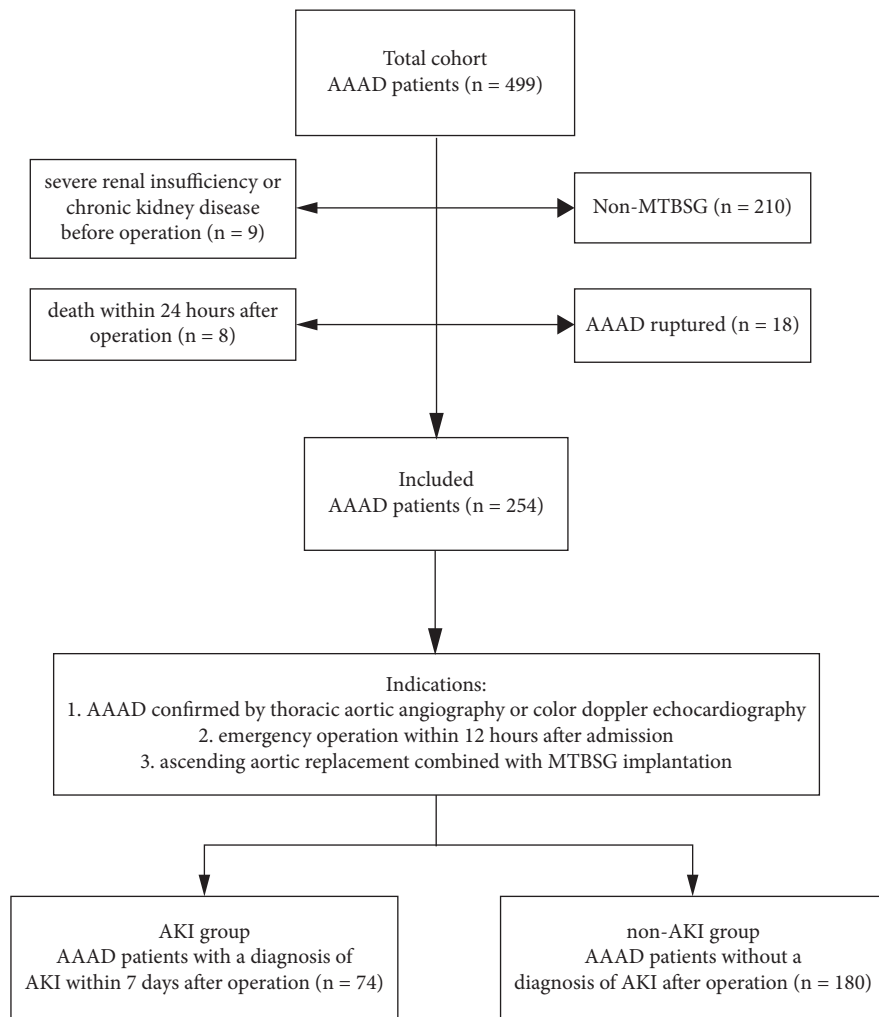 Total cohort
AAAD patients (n = 499)
severe renal insufficiency or
chronic kidney disease
before operation (n = 9)
Non-MTBSG (n = 210)
death within 24 hours after
operation (n = 8)
AAAD ruptured (n = 18)
Included
AAAD patients (n = 254)
Indications:
1. AAAD confirmed by thoracic aortic angiography or color doppler echocardiography
2. emergency operation within 12 hours after admission
3. ascending aortic replacement combined with MTBSG implantation
AKI group
AAAD patients with a diagnosis of
AKI within 7 days after operation (n = 74)
non-AKI group
AAAD patients without a
diagnosis of AKI after operation (n = 180)